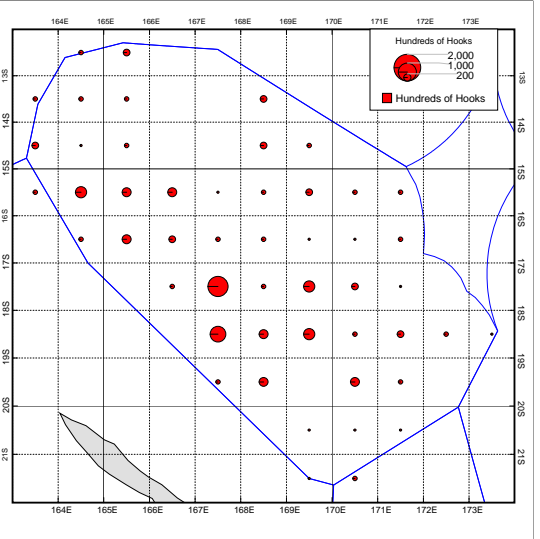 164E 165E 166E 167E 168E 169E 170E 171E 172E 173E
Hundreds of Hooks
2,000
1,000
200
Hundreds of Hooks
13S 13S
14S 14S
15S 15S
16S 16S
17S 17S
18S 18S
19S 19S
20S 20S
21S 21S
164E 165E 166E 167E 168E 169E 170E 171E 172E 173E